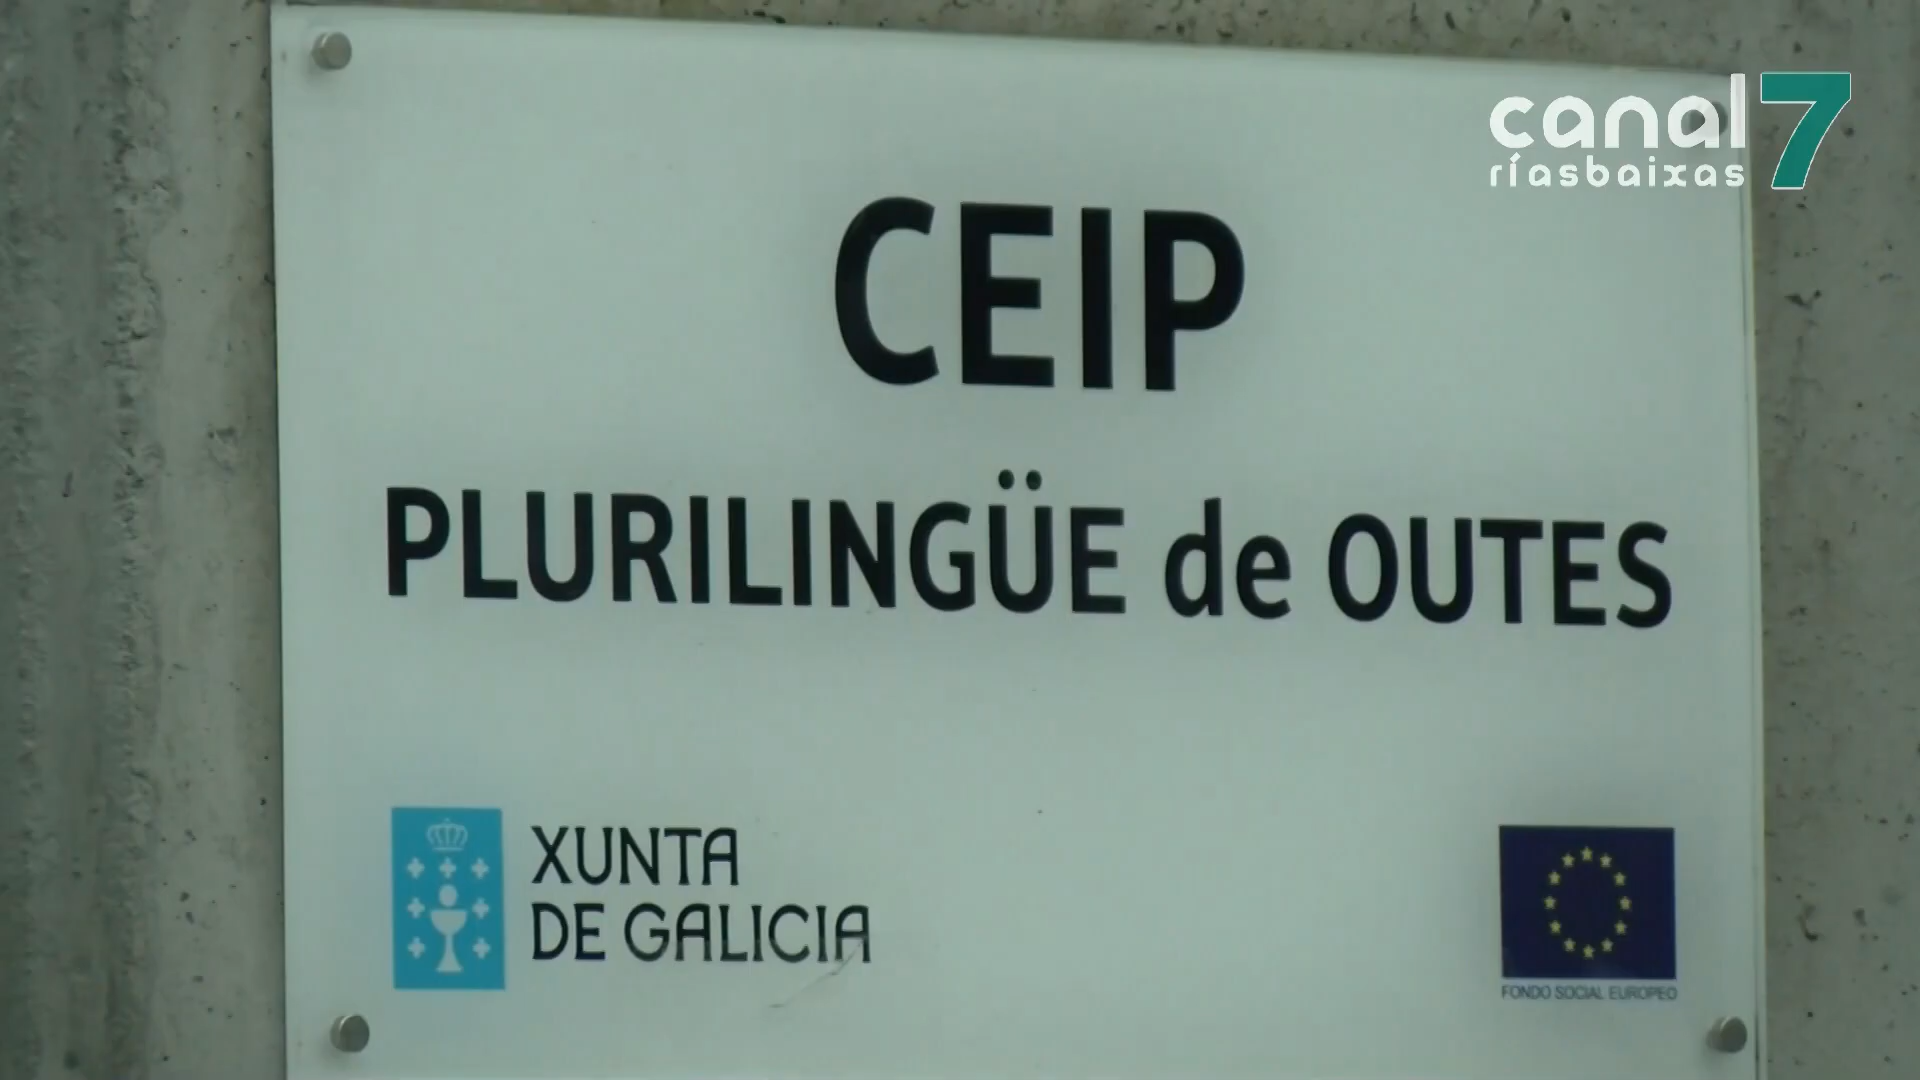 canal 7
ríasbaixas
CEIP
PLURILINGÜE de OUTES
XUNTA
DE GALICIA
FONDO SOCIAL EUROPEO